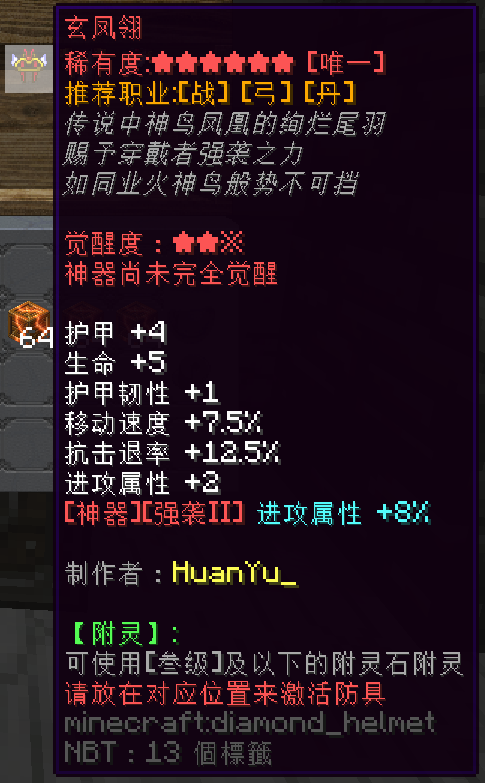 玄凤翎
稀有度:★★★★★★ [唯一]
推荐职业:[战] [弓] [丹]
传说中神鸟凤凰的绚烂尾羽
赐予穿戴者强袭之力
如同业火神鸟般势不可挡
觉醒度：★★※
神器尚未完全觉醒
64
护甲 +4
生命 +5
护甲韧性 +1
移动速度 +7.5%
抗击退率 +12.5%
进攻属性 +2
[神器][强袭II] 进攻属性 +8%
制作者：HuanYu_
【附灵】:
可使用[叁级]及以下的附灵石附灵
请放在对应位置来激活防具
minecraft:diamond_helmet
NBT：13 個標籤